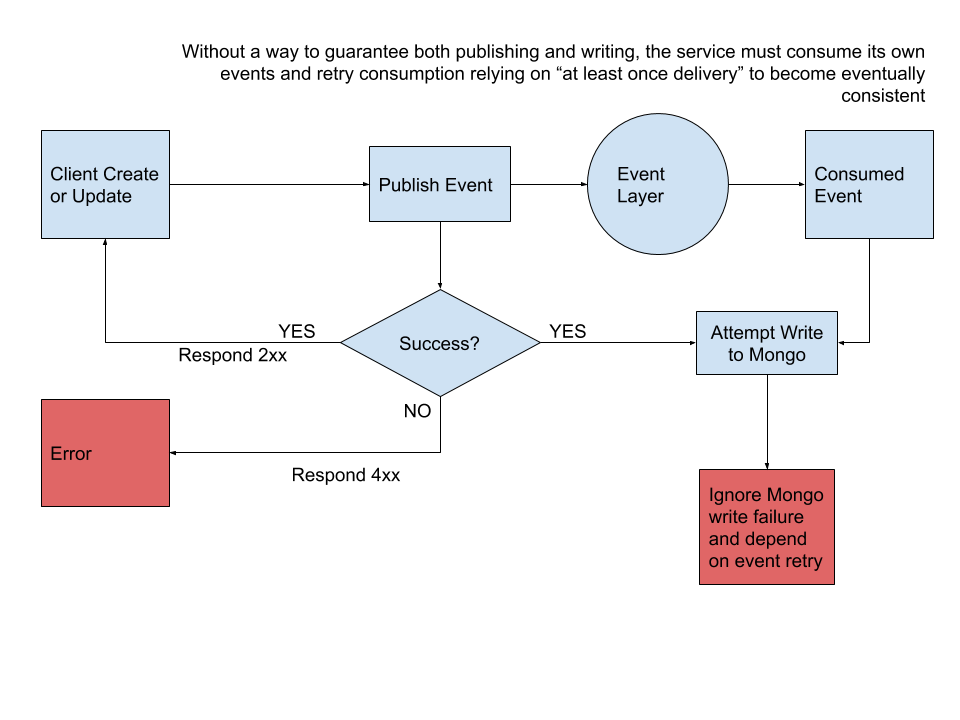 Without a way to guarantee both publishing and writing, the service must consume its own
events and retry consumption relying on “at least once delivery” to become eventually
consistent
Client Create
or Update
Publish Event
Event
Layer
Consumed
Event
YES
Respond 2xx
Success?
YES
Attempt Write
to Mongo
NO
Error
Respond 4xx
Ignore Mongo
write failure
and depend
on event retry